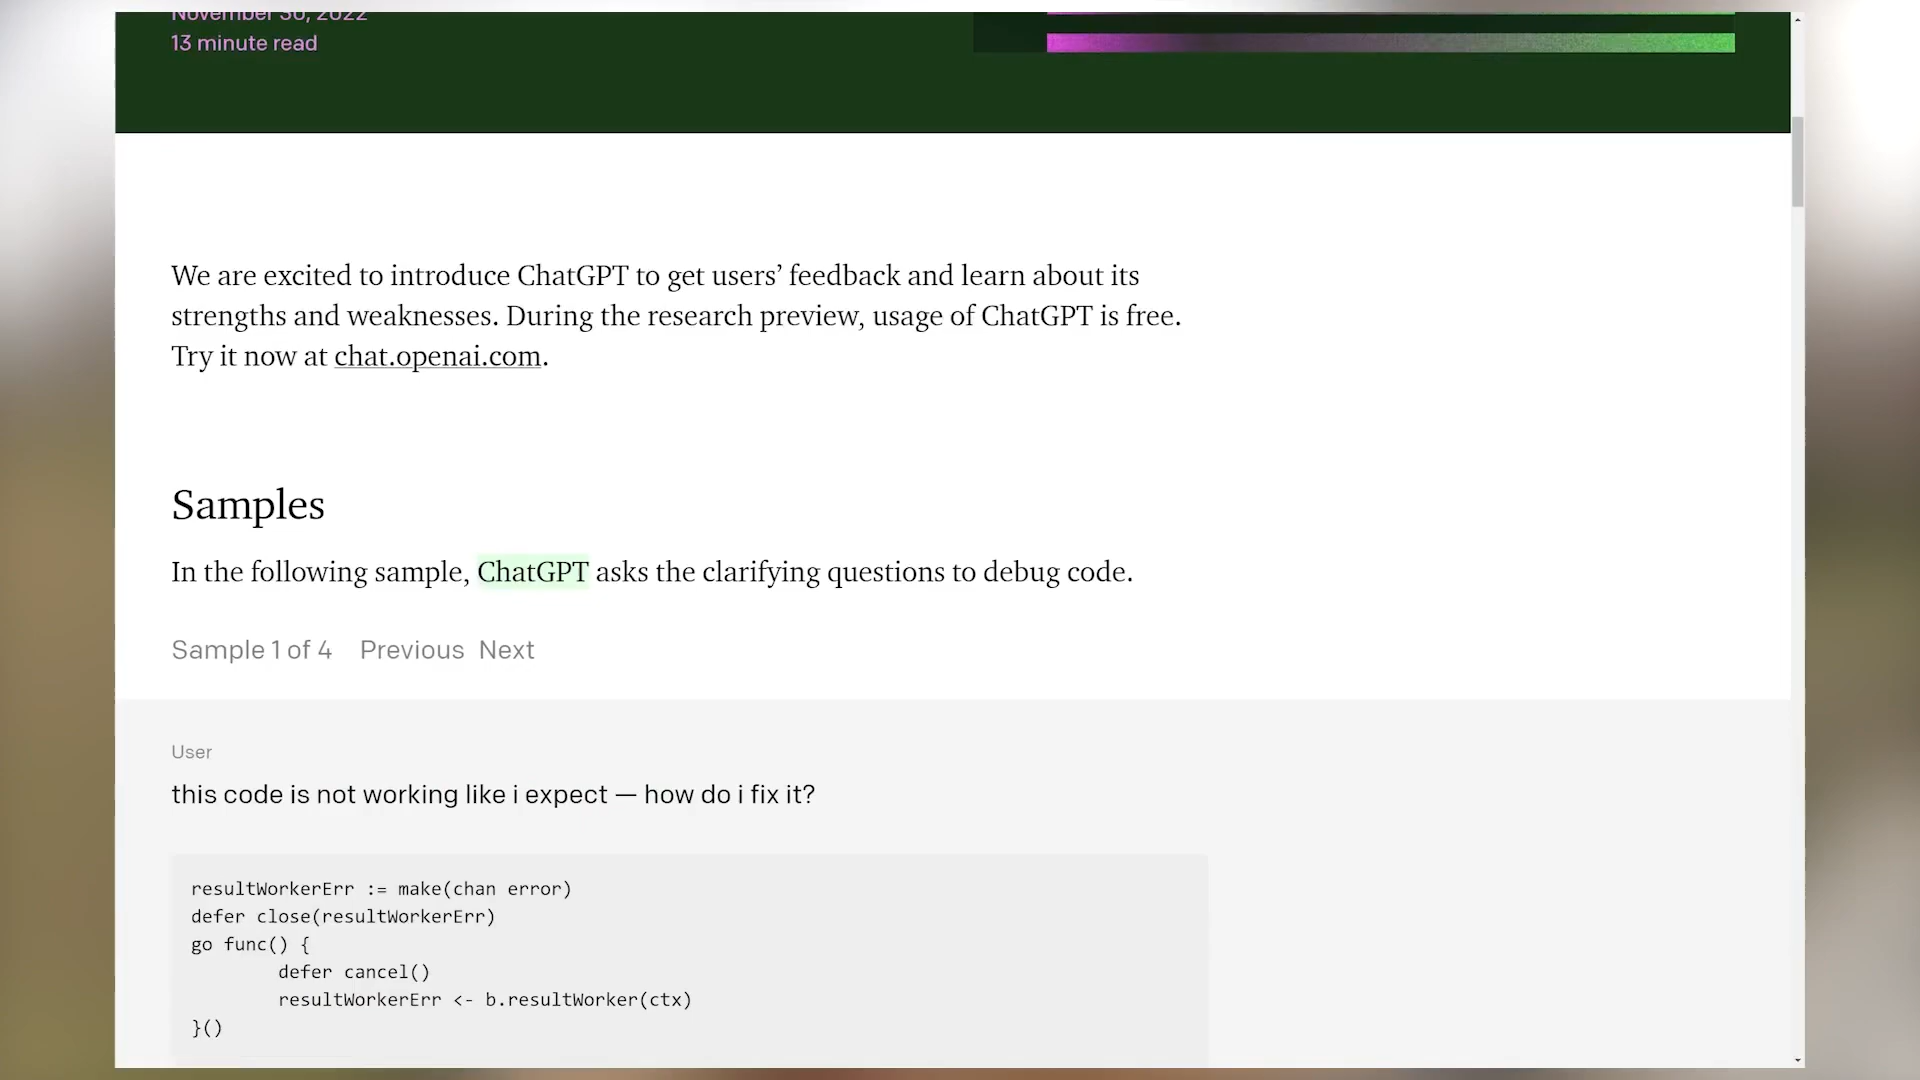 November 30, 2022
13 minute read
We are excited to introduce ChatGPT to get users’ feedback and learn about its
strengths and weaknesses. During the research preview, usage of ChatGPT is free.
Try it now at chat.openai.com.
Samples
In the following sample, ChatGPT asks the clarifying questions to debug code.
Sample 1 of 4 Previous Next
User
this code is not working like i expect — how do i fix it?
resultWorkerErr := make(chan error)
defer close(resultWorkerErr)
go func() {
defer cancel()
resultWorkerErr <- b.resultWorker(ctx)
}()